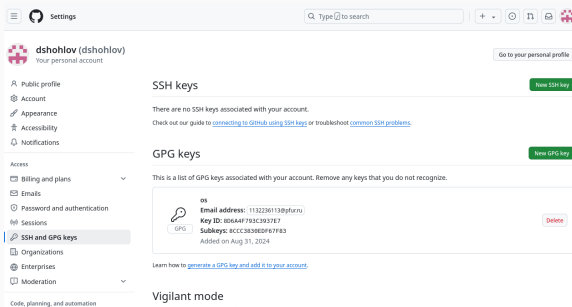 Settings
Type / to search
dshohlov (dshohlov)
Your personal account
Go to your personal profile
Public profile
Account
Appearance
Accessibility
Notifications
Access
Billing and plans
Emails
Password and authentication
Sessions
SSH and GPG keys
Organizations
Enterprises
Moderation
Code, planning, and automation
SSH keys
New SSH key
There are no SSH keys associated with your account.
Check out our guide to connecting to GitHub using SSH keys or troubleshoot common SSH problems.
GPG keys
New GPG key
This is a list of GPG keys associated with your account. Remove any keys that you do not recognize.
os
Email address: 1132236113@pfur.ru
Key ID: 8D6A4F793C3937E7
Subkeys: 8CCC3830EDF67F83
Added on Aug 31, 2024
GPG
Delete
Learn how to generate a GPG key and add it to your account.
Vigilant mode